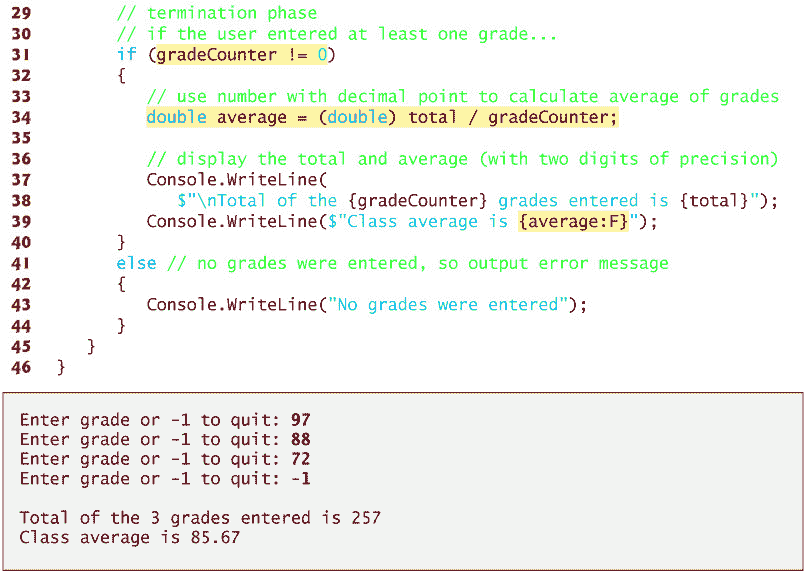 29 // termination phase
30 // if the user entered at least one grade...
31 if (gradeCounter != 0)
32 {
33 // use number with decimal point to calculate average of grades
34 double average = (double) total / gradeCounter;
35
36 // display the total and average (with two digits of precision)
37 Console.WriteLine(
38 $"\nTotal of the {gradeCounter} grades entered is {total}");
39 Console.WriteLine($"Class average is {average:F}");
40 }
41 else // no grades were entered, so output error message
42 {
43 Console.WriteLine("No grades were entered");
44 }
45 }
46 }
Enter grade or -1 to quit: 97
Enter grade or -1 to quit: 88
Enter grade or -1 to quit: 72
Enter grade or -1 to quit: -1
Total of the 3 grades entered is 257
Class average is 85.67